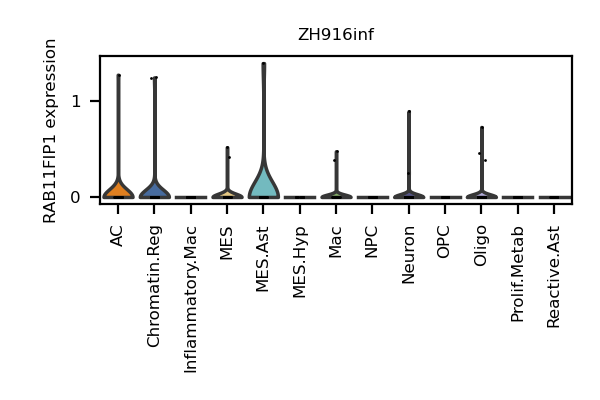 ZH916inf
RAB11FIP1 expression
1
0
AC
Chromatin.Reg
Inflammatory.Mac
MES
MES.Ast
MES.Hyp
Mac
NPC
Neuron
OPC
Oligo
Prolif.Metab
Reactive.Ast